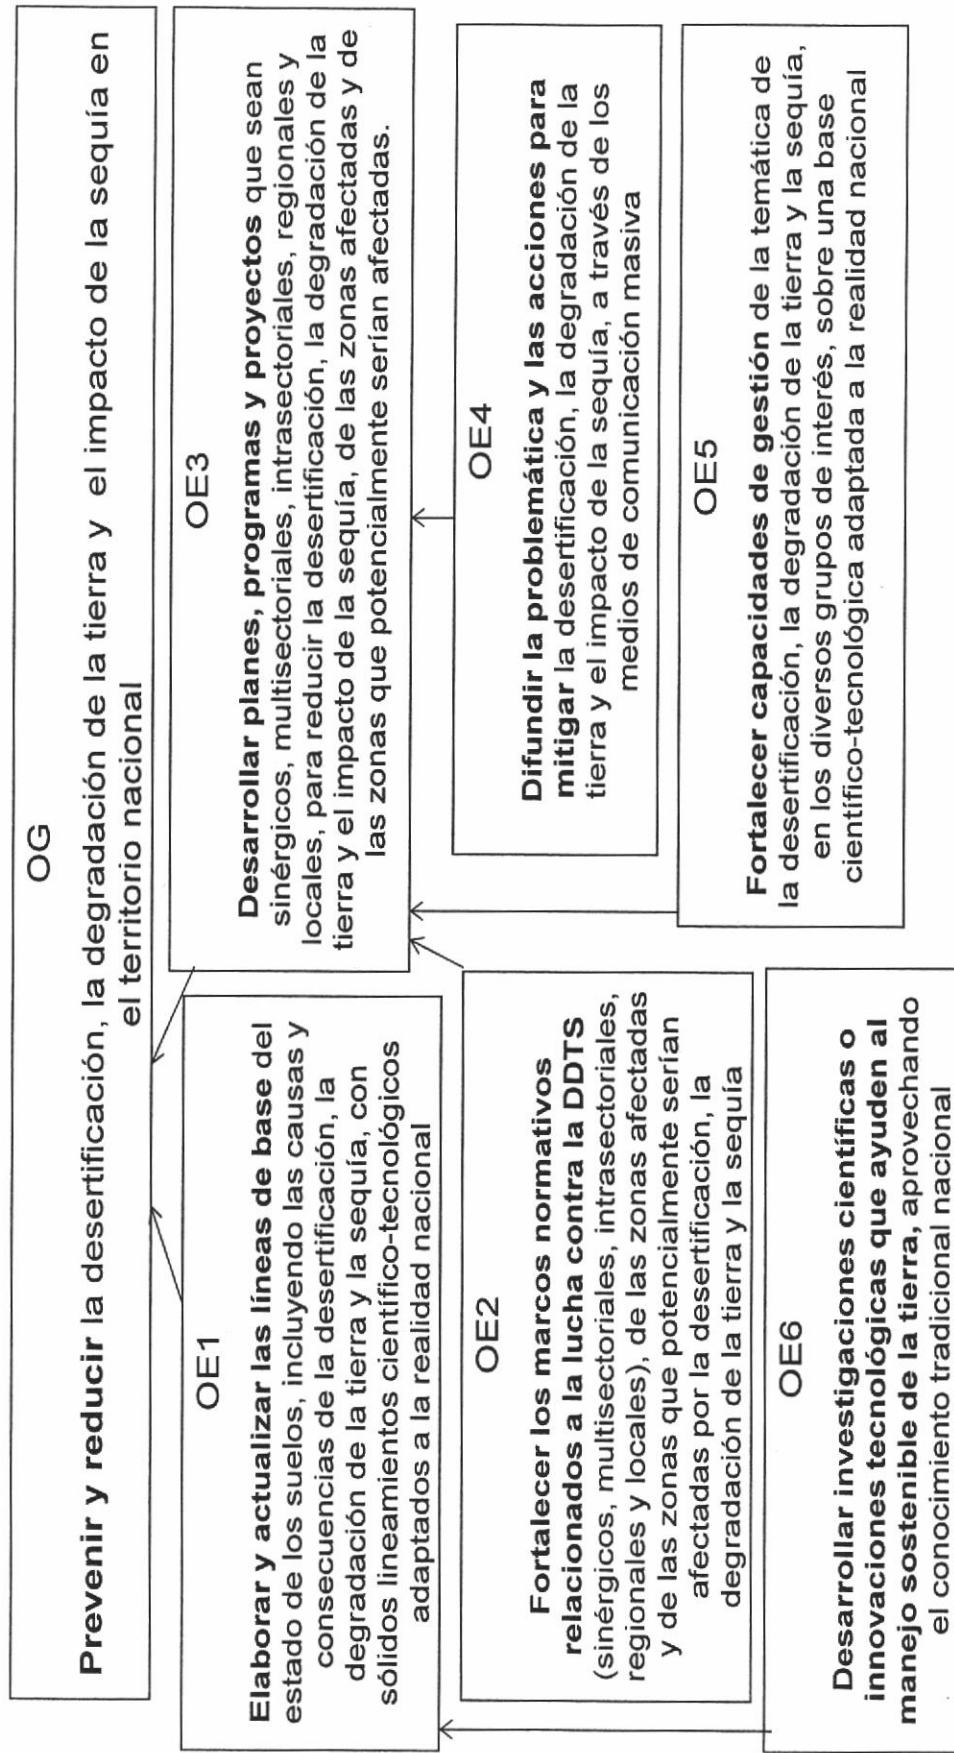 OG
Prevenir y reducir la desertificación, la degradación de la tierra y el impacto de la sequía en
el territorio nacional
OE1
Elaborar y actualizar las líneas de base del
estado de los suelos, incluyendo las causas y
consecuencias de la desertificación, la
degradación de la tierra y la sequía, con
sólidos lineamientos científico-tecnológicos
adaptados a la realidad nacional
OE3
Desarrollar planes, programas y proyectos que sean
sinérgicos, multisectoriales, intrasectoriales, regionales y
locales, para reducir la desertificación, la degradación de la
tierra y el impacto de la sequía, de las zonas afectadas y de
las zonas que potencialmente serían afectadas.
OE2
Fortalecer los marcos normativos
relacionados a la lucha contra la DDTS
(sinérgicos, multisectoriales, intrasectoriales,
regionales y locales), de las zonas afectadas
y de las zonas que potencialmente serían
afectadas por la desertificación, la
degradación de la tierra y la sequía
OE4
Difundir la problemática y las acciones para
mitigar la desertificación, la degradación de la
tierra y el impacto de la sequía, a través de los
medios de comunicación masiva
OE6
Desarrollar investigaciones científicas o
innovaciones tecnológicas que ayuden al
manejo sostenible de la tierra, aprovechando
el conocimiento tradicional nacional
OE5
Fortalecer capacidades de gestión de la temática de
la desertificación, la degradación de la tierra y la sequía,
en los diversos grupos de interés, sobre una base
científico-tecnológica adaptada a la realidad nacional